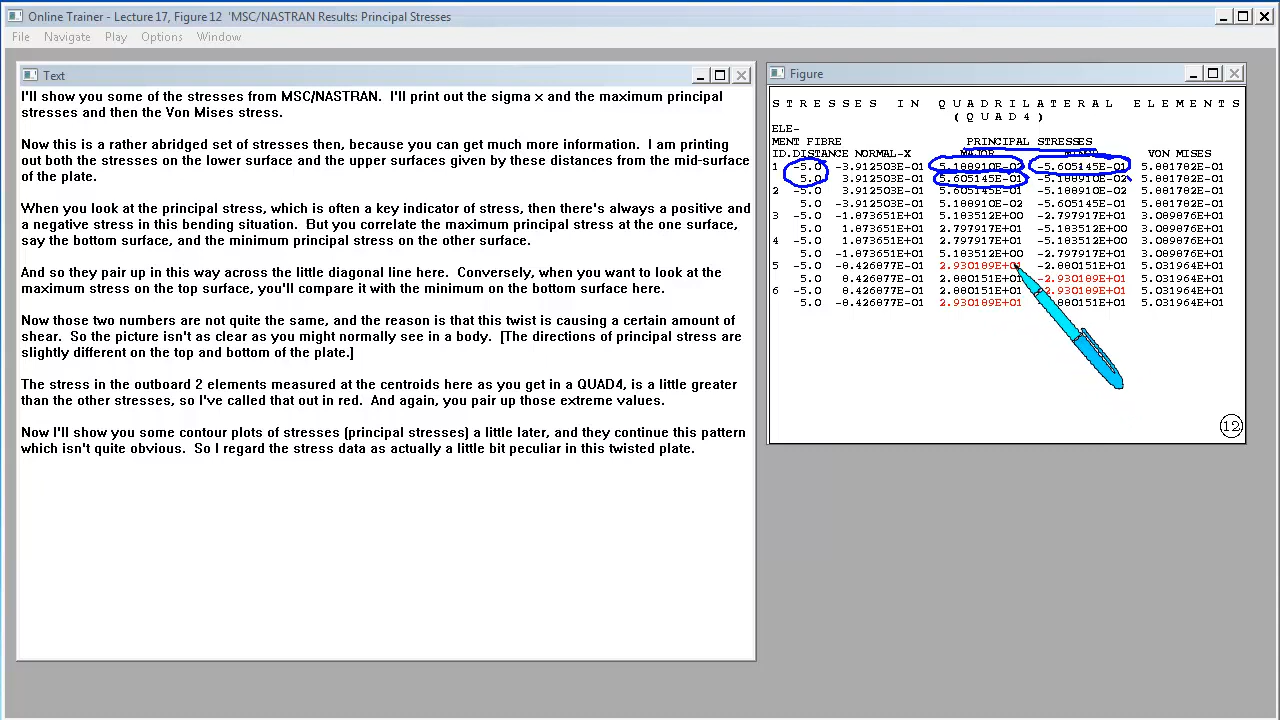 Online Trainer - Lecture 17, Figure 12  'MSC/NASTRAN Results: Principal Stresses
File Navigate Play Options Window
Text
I'll show you some of the stresses from MSC/NASTRAN.  I'll print out the sigma x and the maximum principal
stresses and then the Von Mises stress.
Now this is a rather abridged set of stresses then, because you can get much more information.  I am printing
out both the stresses on the lower surface and the upper surfaces given by these distances from the mid-surface
of the plate.
When you look at the principal stress, which is often a key indicator of stress, then there's always a positive and
a negative stress in this bending situation.  But you correlate the maximum principal stress at the one surface,
say the bottom surface, and the minimum principal stress on the other surface.
And so they pair up in this way across the little diagonal line here.  Conversely, when you want to look at the
maximum stress on the top surface, you'll compare it with the minimum on the bottom surface here.
Now those two numbers are not quite the same, and the reason is that this twist is causing a certain amount of
shear.  So the picture isn't as clear as you might normally see in a body.  [The directions of principal stress are
slightly different on the top and bottom of the plate.]
The stress in the outboard 2 elements measured at the centroids here as you get in a QUAD4, is a little greater
than the other stresses, so I've called that out in red.  And again, you pair up those extreme values.
Now I'll show you some contour plots of stresses (principal stresses) a little later, and they continue this pattern
which isn't quite obvious.  So I regard the stress data as actually a little bit peculiar in this twisted plate.
Figure
S T R E S S E S   I N   Q U A D R I L A T E R A L   E L E M E N T S
( Q U A D 4 )
ELE-
MENT FIBRE PRINCIPAL STRESSES
ID. DISTANCE NORMAL-X MAJOR VON MISES
1 -5.0 -3.912503E-01 5.188910E-02 -5.605145E-01 5.881782E-01
5.0 3.912503E-01 5.605145E-01 -5.188910E-02 5.881782E-01
2 -5.0 3.912503E-01 5.605145E-01 -5.188910E-02 5.881782E-01
5.0 -3.912503E-01 5.188910E-02 -5.605145E-01 5.881782E-01
3 -5.0 -1.873651E+01 5.183512E+00 -2.797917E+01 3.089876E+01
5.0 1.873651E+01 2.797917E+01 -5.183512E+00 3.089876E+01
4 -5.0 1.873651E+01 2.797917E+01 -5.183512E+00 3.089876E+01
5.0 -1.873651E+01 5.183512E+00 -2.797917E+01 3.089876E+01
5 -5.0 -8.426877E-01 2.930189E+01 -2.880151E+01 5.031964E+01
5.0 8.426877E-01 2.880151E+01 -2.930189E+01 5.031964E+01
6 -5.0 8.426877E-01 2.880151E+01 -2.930189E+01 5.031964E+01
5.0 -8.426877E-01 2.930189E+01 880151E+01 5.031964E+01
12